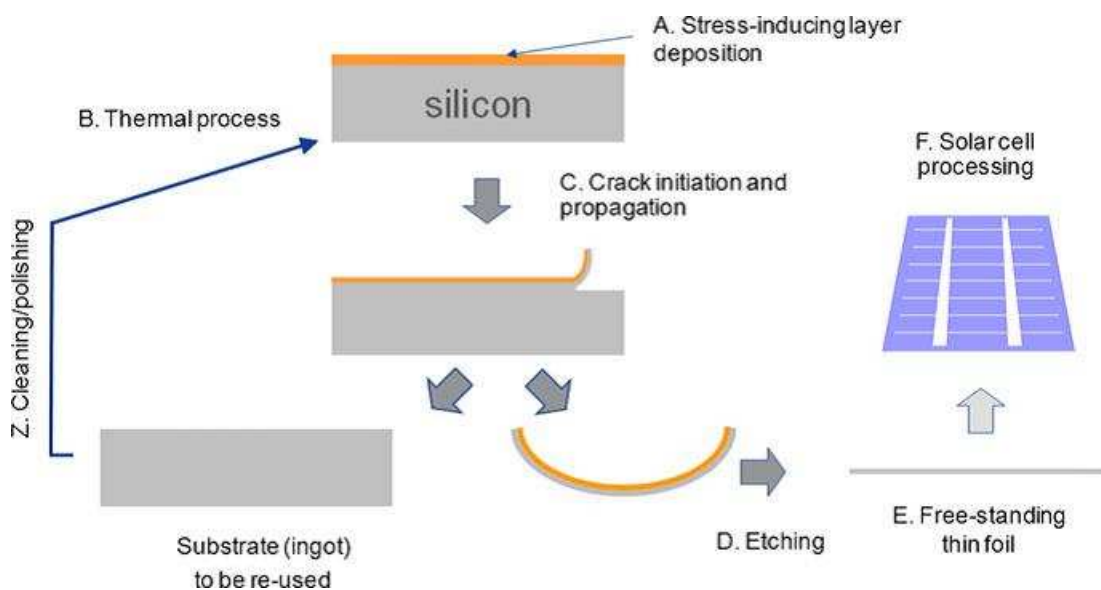 A. Stress-inducing layer
deposition
silicon
B. Thermal process
C. Crack initiation and
propagation
F. Solar cell
processing
Z. Cleaning/polishing
Substrate (ingot)
to be re-used
D. Etching
E. Free-standing
thin foil